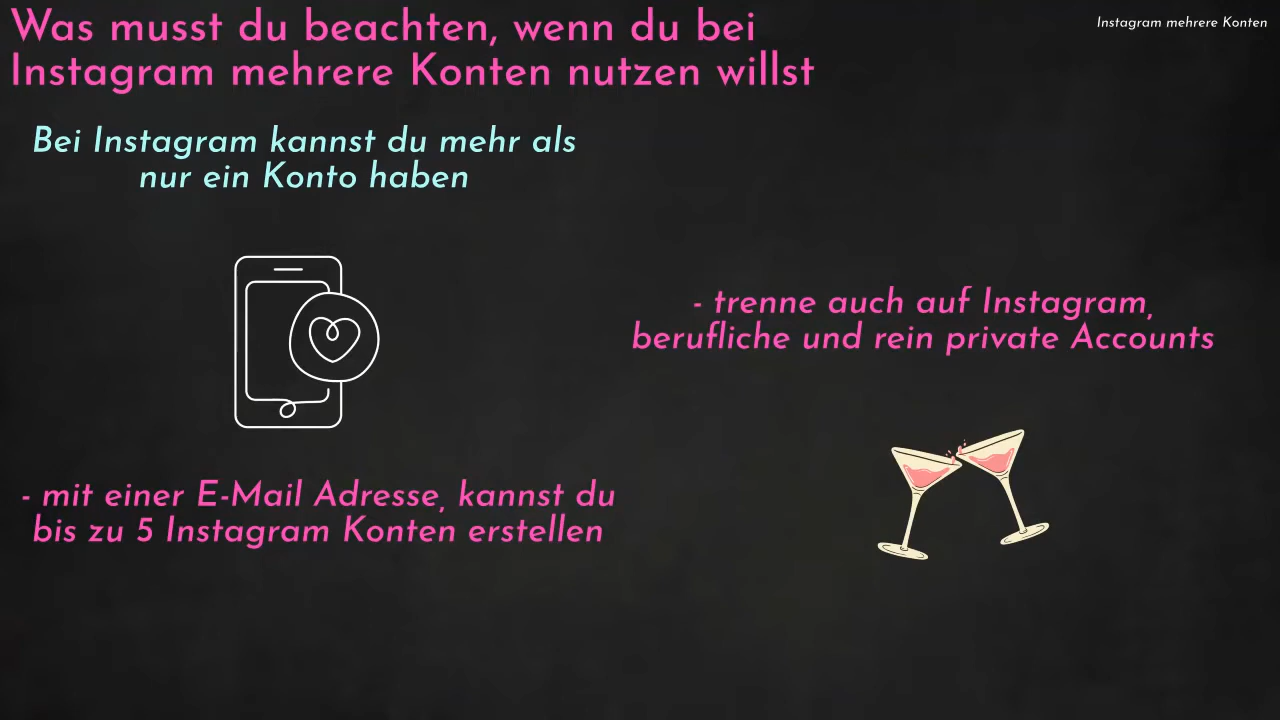 Was musst du beachten, wenn du bei
Instagram mehrere Konten nutzen willst
Instagram mehrere Konten
Bei Instagram kannst du mehr als
nur ein Konto haben
- mit einer E-Mail Adresse, kannst du
bis zu 5 Instagram Konten erstellen
- trenne auch auf Instagram,
berufliche und rein private Accounts